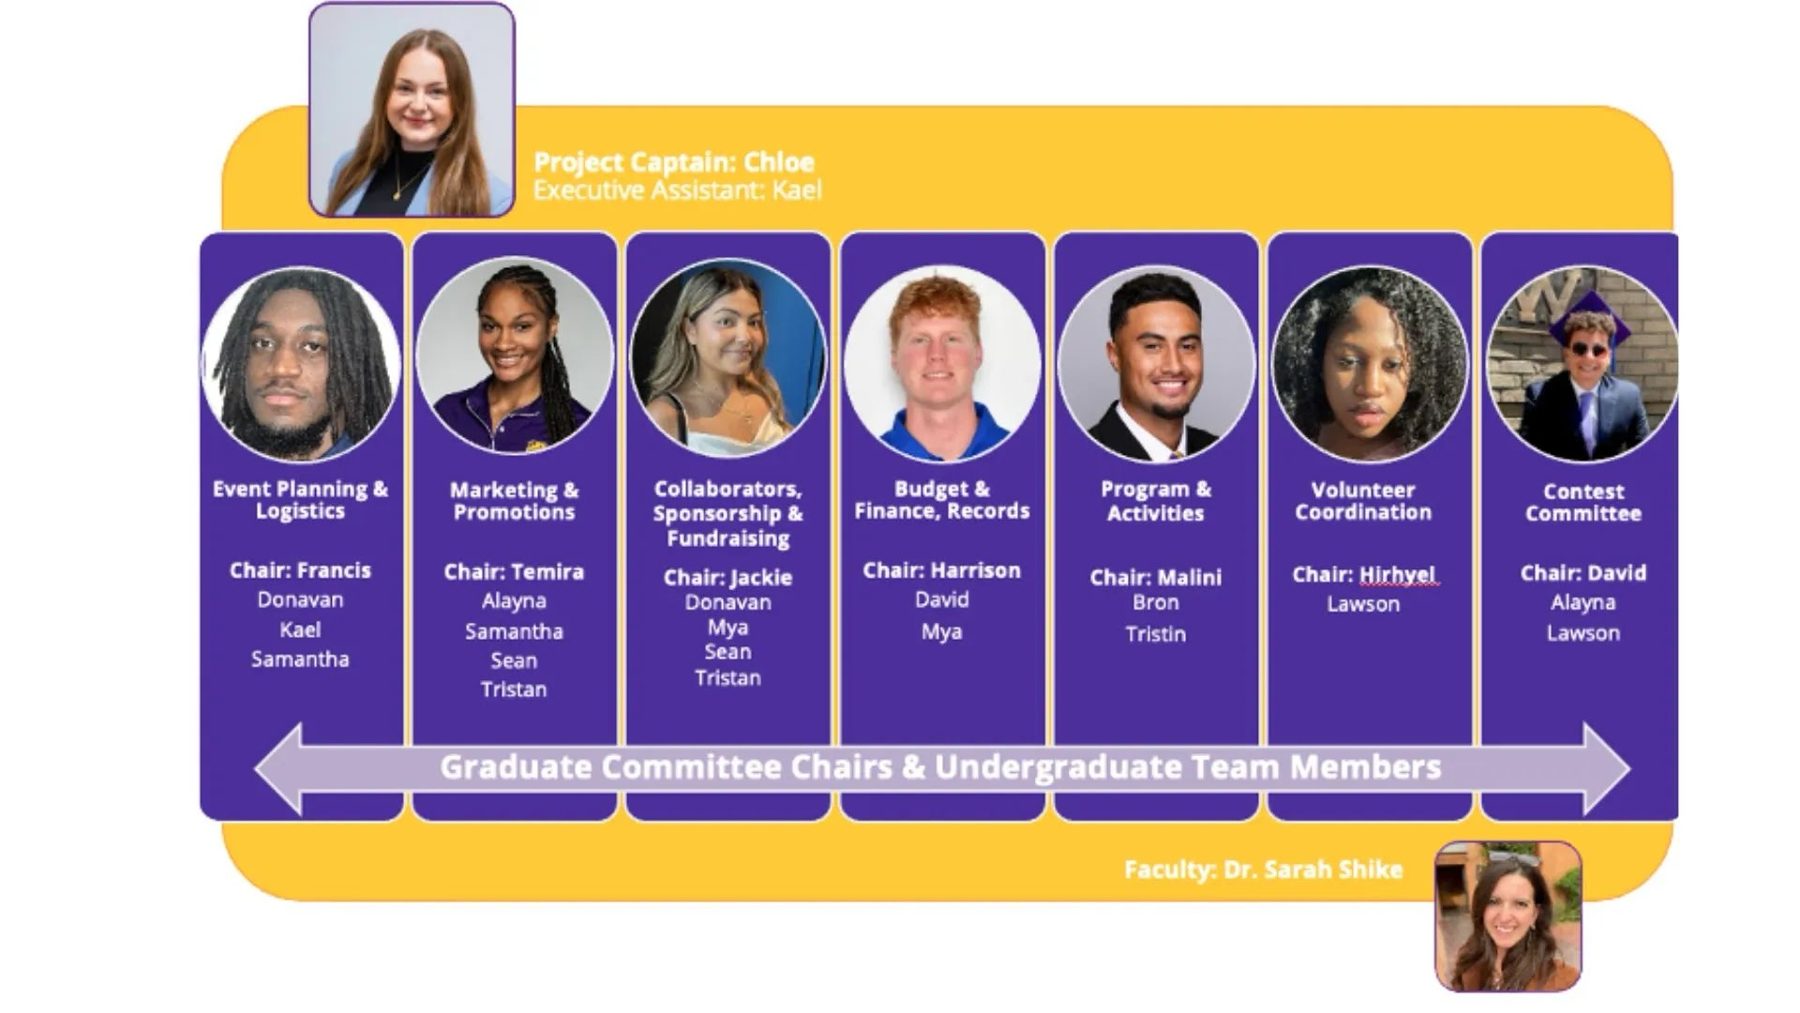 Project Captain: Chloe
Executive Assistant: Kael
W
Event Planning &
Logistics
Chair: Francis
Donavan
Kael
Samantha
Marketing &
Promotions
Chair: Temira
Alayna
Samantha
Sean
Tristan
Collaborators,
Sponsorship &
Fundraising
Chair: Jackie
Donavan
Mya
Sean
Tristan
Budget &
Finance, Records
Chair: Harrison
David
Mya
Program &
Activities
Chair: Malini
Bron
Tristin
Volunteer
Coordination
Chair: Hirhyel
Lawson
Contest
Committee
Chair: David
Alayna
Lawson
Graduate Committee Chairs & Undergraduate Team Members
Faculty: Dr. Sarah Shike